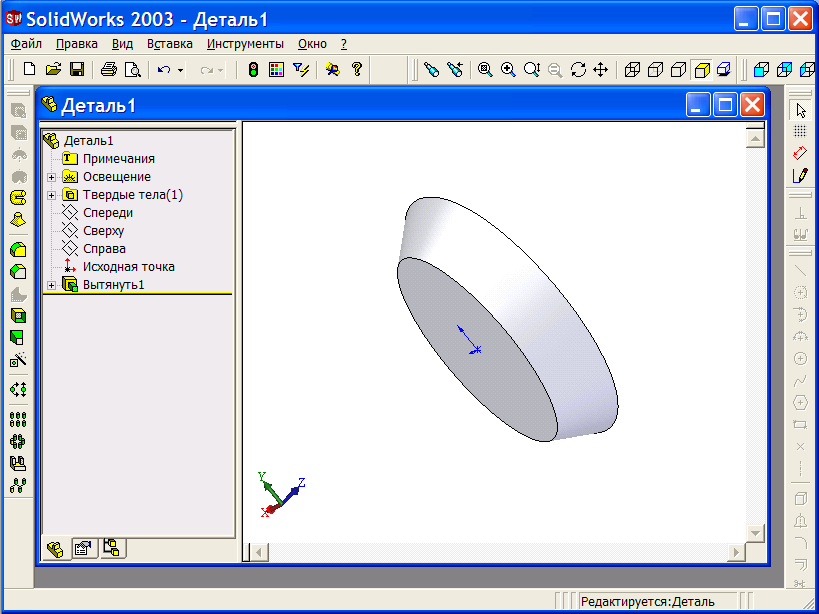 SolidWorks 2003 - Деталь1
Файл Правка Вид Вставка Инструменты Окно ?
Деталь1
Деталь1
Примечания
Освещение
Твердые тела(1)
Спереди
Сверху
Справа
Исходная точка
Вытянуть1
Y
Z
X
Редактируется:Деталь